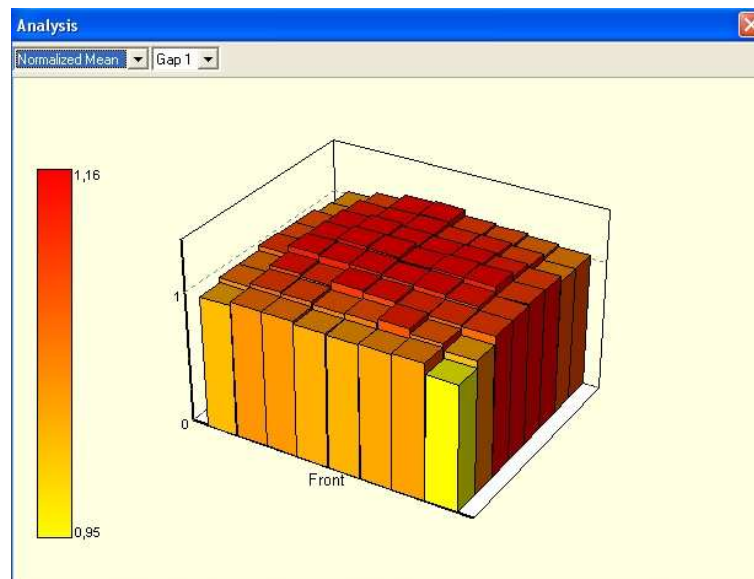 Analysis
Normalized Mean Gap 1
1,16
1
0
Front
0,95